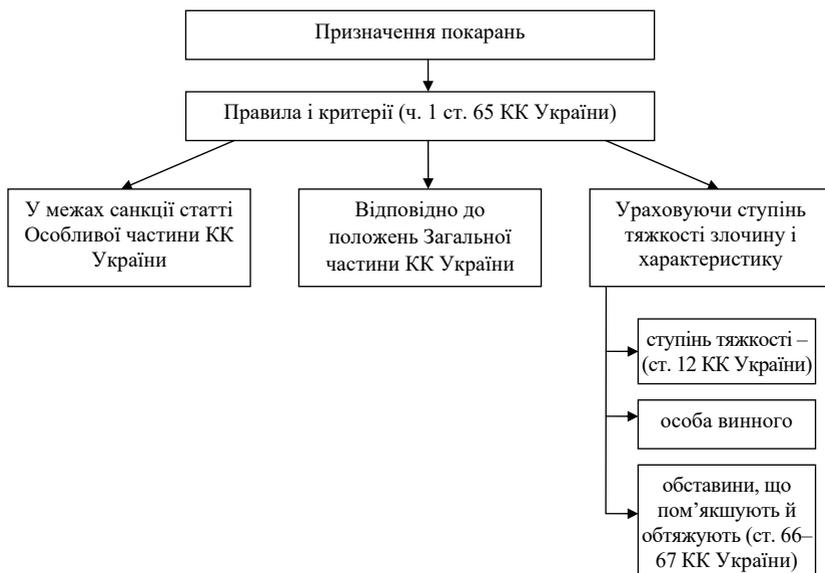 Призначення покарань
Правила і критерії (ч. 1 ст. 65 КК України)
У межах санкції статті
Особливої частини КК
України
Відповідно до
положень Загальної
частини КК України
Ураховуючи ступінь
тяжкості злочину і
характеристику
ступінь тяжкості –
(ст. 12 КК України)
особа винного
обставини, що
пом’якшують й
обтяжують (ст. 66–
67 КК України)